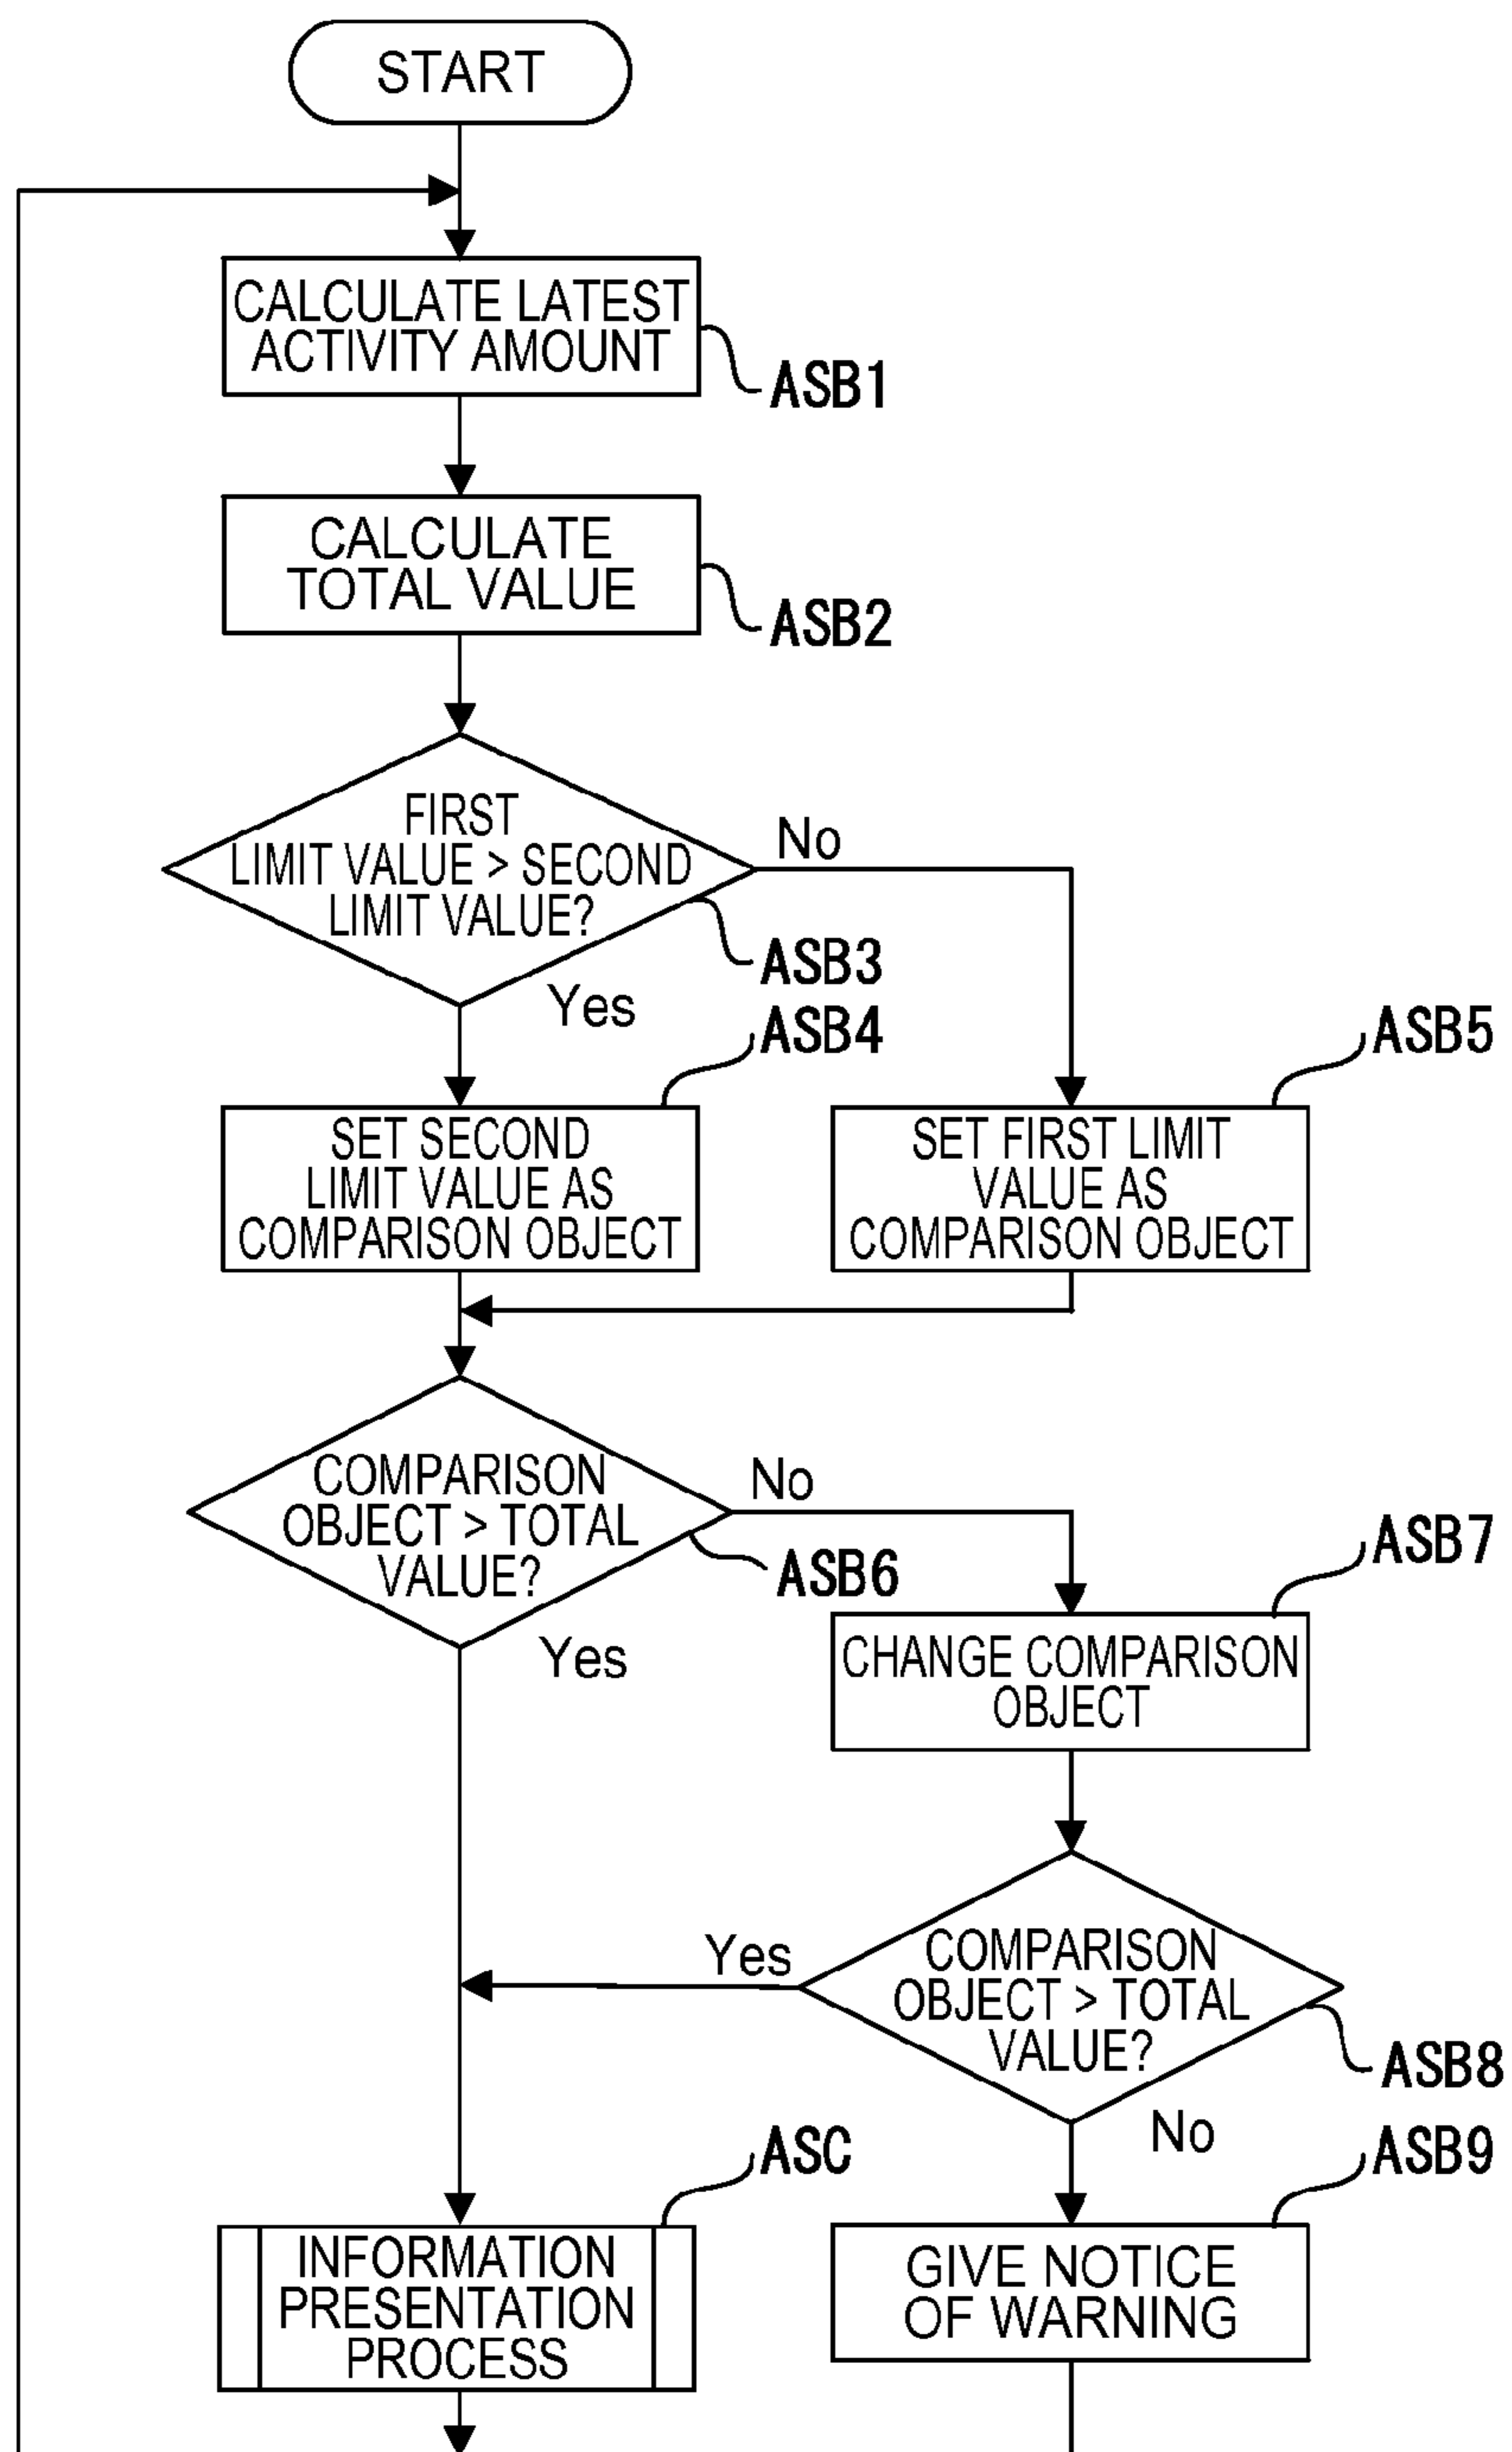 START
CALCULATE LATEST
ACTIVITY AMOUNT
ASB1
CALCULATE
TOTAL VALUE
ASB2
FIRST
LIMIT VALUE > SECOND
LIMIT VALUE?
No
ASB3
Yes
ASB4
ASB5
SET SECOND
LIMIT VALUE AS
COMPARISON OBJECT
SET FIRST LIMIT
VALUE AS
COMPARISON OBJECT
COMPARISON
OBJECT > TOTAL
VALUE?
No
ASB6
Yes
ASB7
CHANGE COMPARISON
OBJECT
Yes
COMPARISON
OBJECT > TOTAL
VALUE?
ASB8
No
ASC
ASB9
INFORMATION
PRESENTATION
PROCESS
GIVE NOTICE
OF WARNING